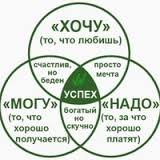 «ХОЧУ»
(то, что любишь)
счастлив,
но
беден
просто
мечта
УСПЕХ
«МОГУ»
(то, что
хорошо
получается)
богатый
но
скучно
«НАДО»
(то, за что
хорошо
платят)